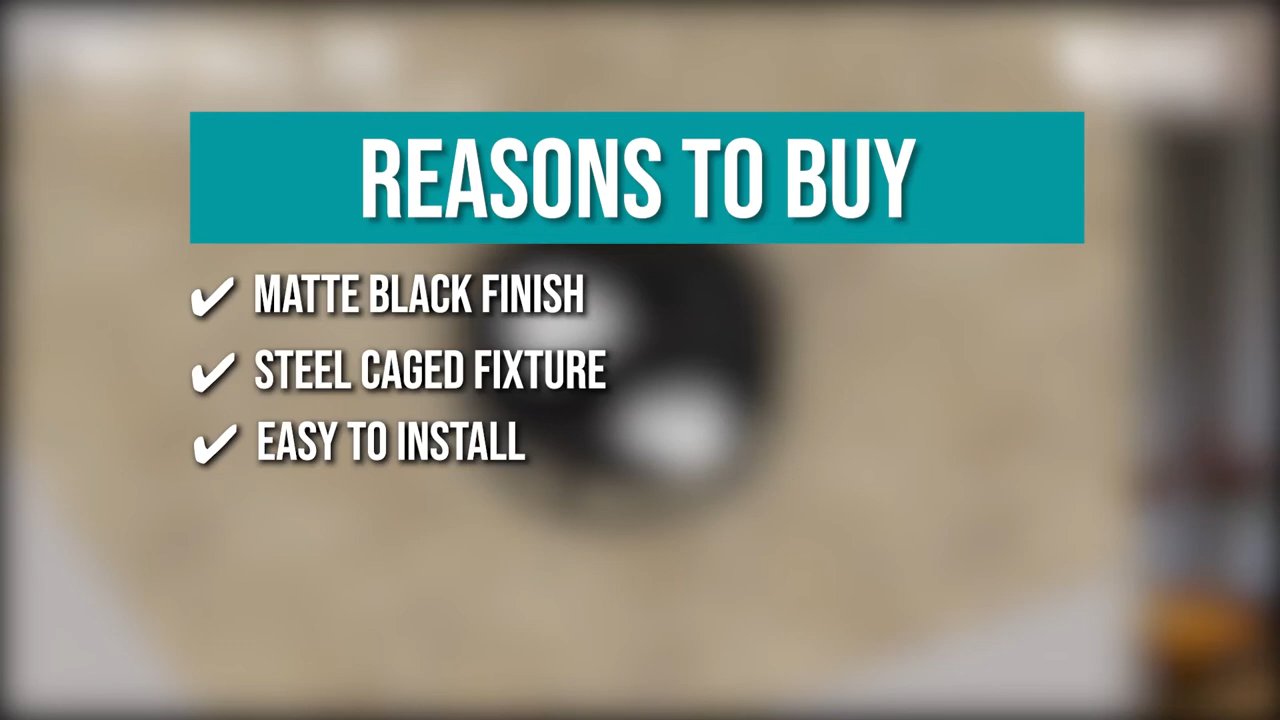 REASONS TO BUY
✔ MATTE BLACK FINISH
✔ STEEL CAGED FIXTURE
✔ EASY TO INSTALL